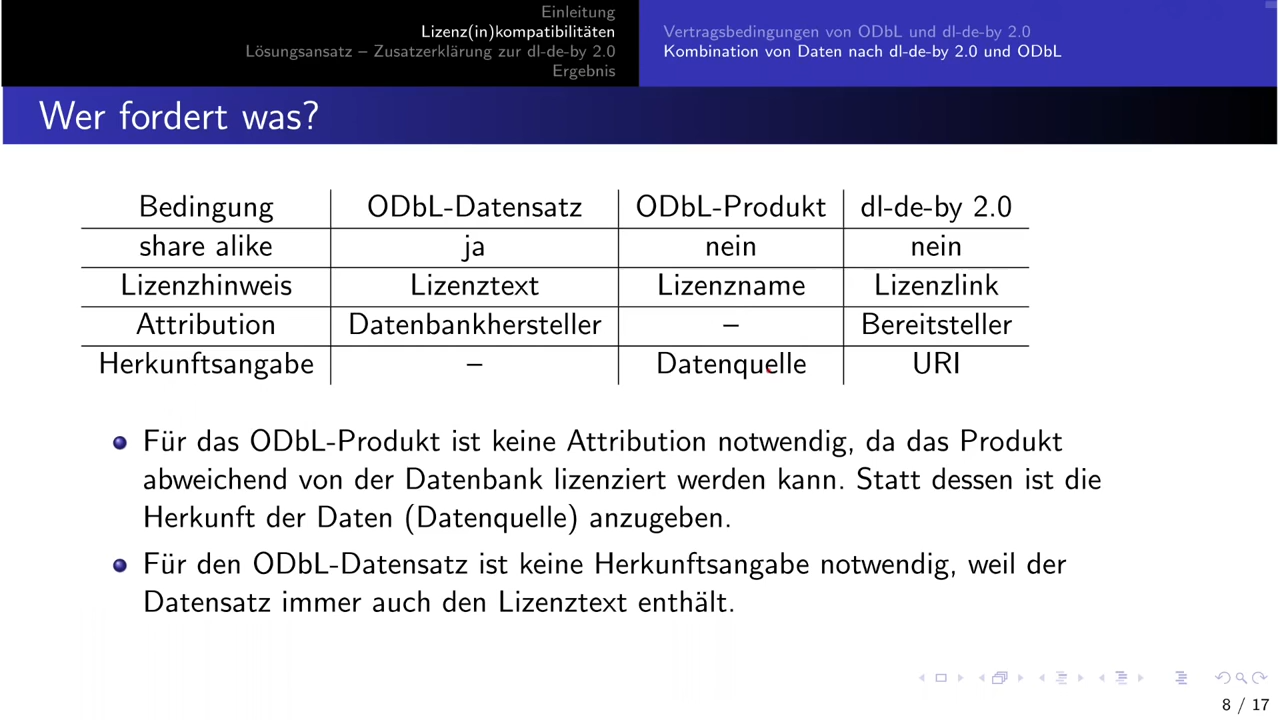 Einleitung
Lizenz(in)kompatibilitäten
Lösungsansatz – Zusatzerklärung zur dl-de-by 2.0
Ergebnis
Vertragsbedingungen von ODbL und dl-de-by 2.0
Kombination von Daten nach dl-de-by 2.0 und ODbL
Wer fordert was?
Bedingung ODbL-Datensatz ODbL-Produkt dl-de-by 2.0
share alike ja nein nein
Lizenzhinweis Lizenztext Lizenzname Lizenzlink
Attribution Datenbankhersteller – Bereitsteller
Herkunftsangabe – Datenquelle URI
Für das ODbL-Produkt ist keine Attribution notwendig, da das Produkt
abweichend von der Datenbank lizenziert werden kann. Statt dessen ist die
Herkunft der Daten (Datenquelle) anzugeben.
Für den ODbL-Datensatz ist keine Herkunftsangabe notwendig, weil der
Datensatz immer auch den Lizenztext enthält.
8 / 17